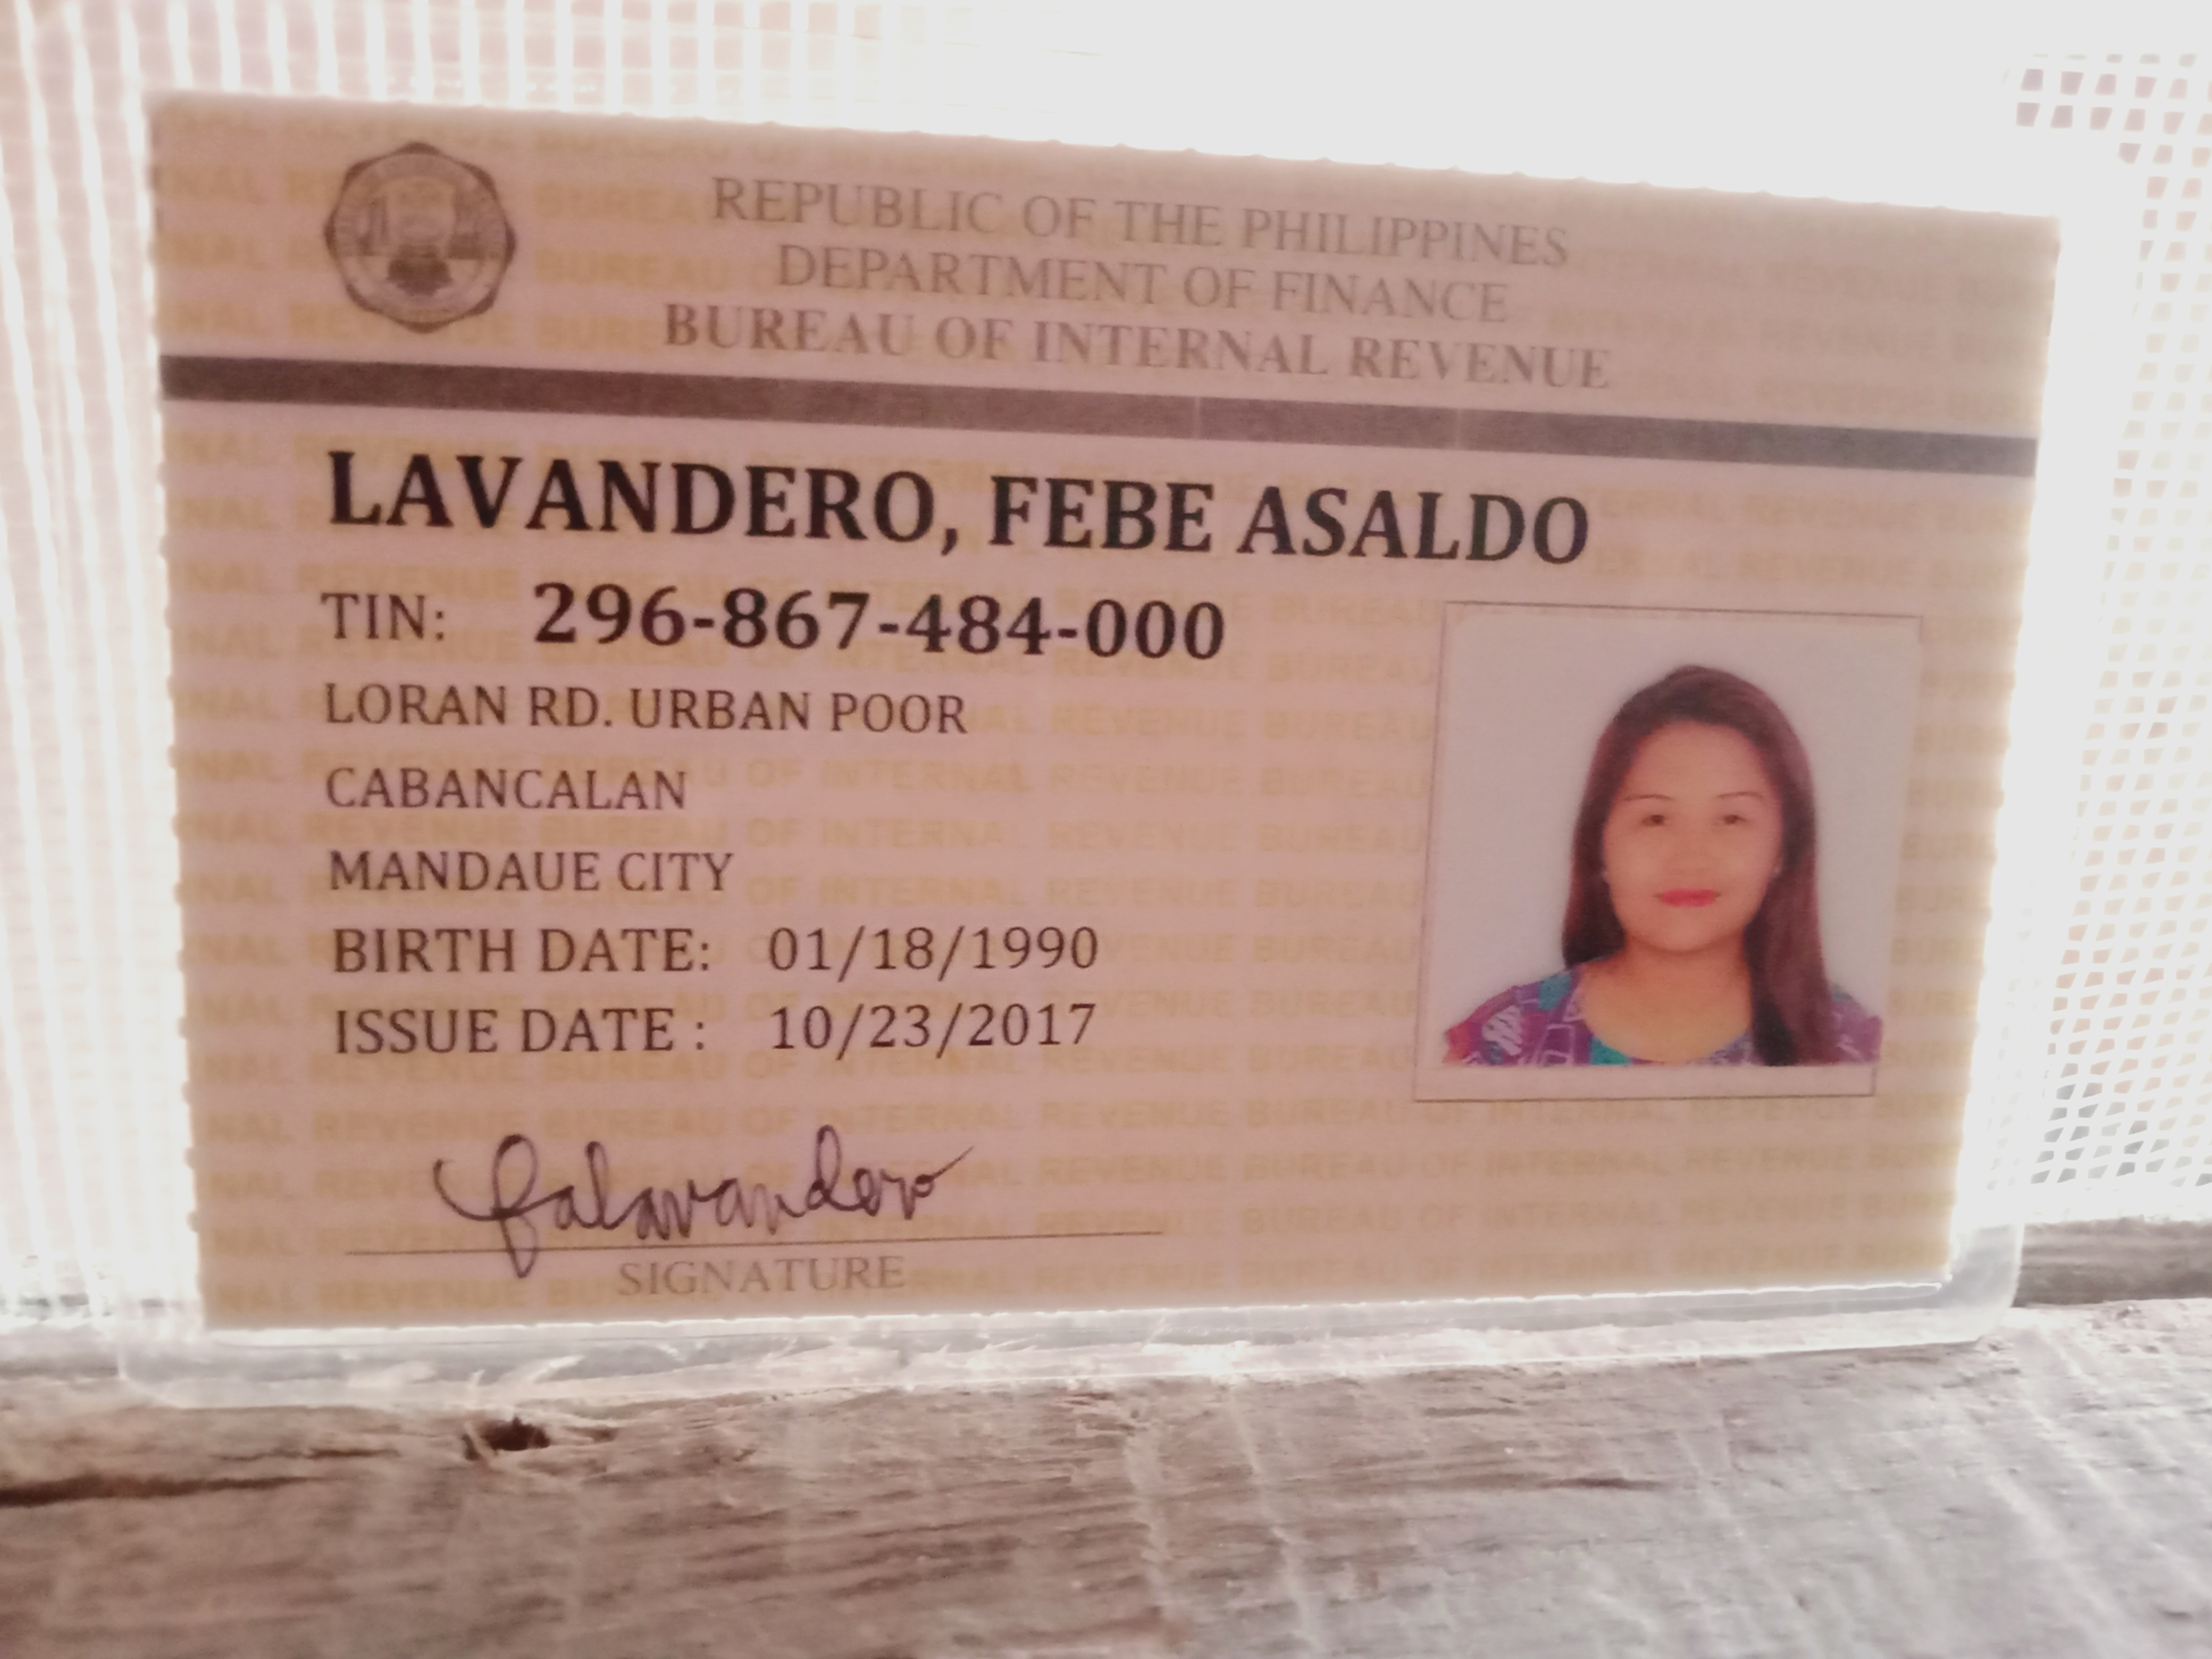 REPUBLIC OF THE PHILIPPINES
DEPARTMENT OF FINANCE
BUREAU OF INTERNAL REVENUE
LAVANDERO, FEBE ASALDO
TIN: 296-867-484-000
LORAN RD. URBAN POOR
CABANCALAN
MANDAUE CITY
BIRTH DATE: 01/18/1990
ISSUE DATE : 10/23/2017
falavandero
SIGNATURE